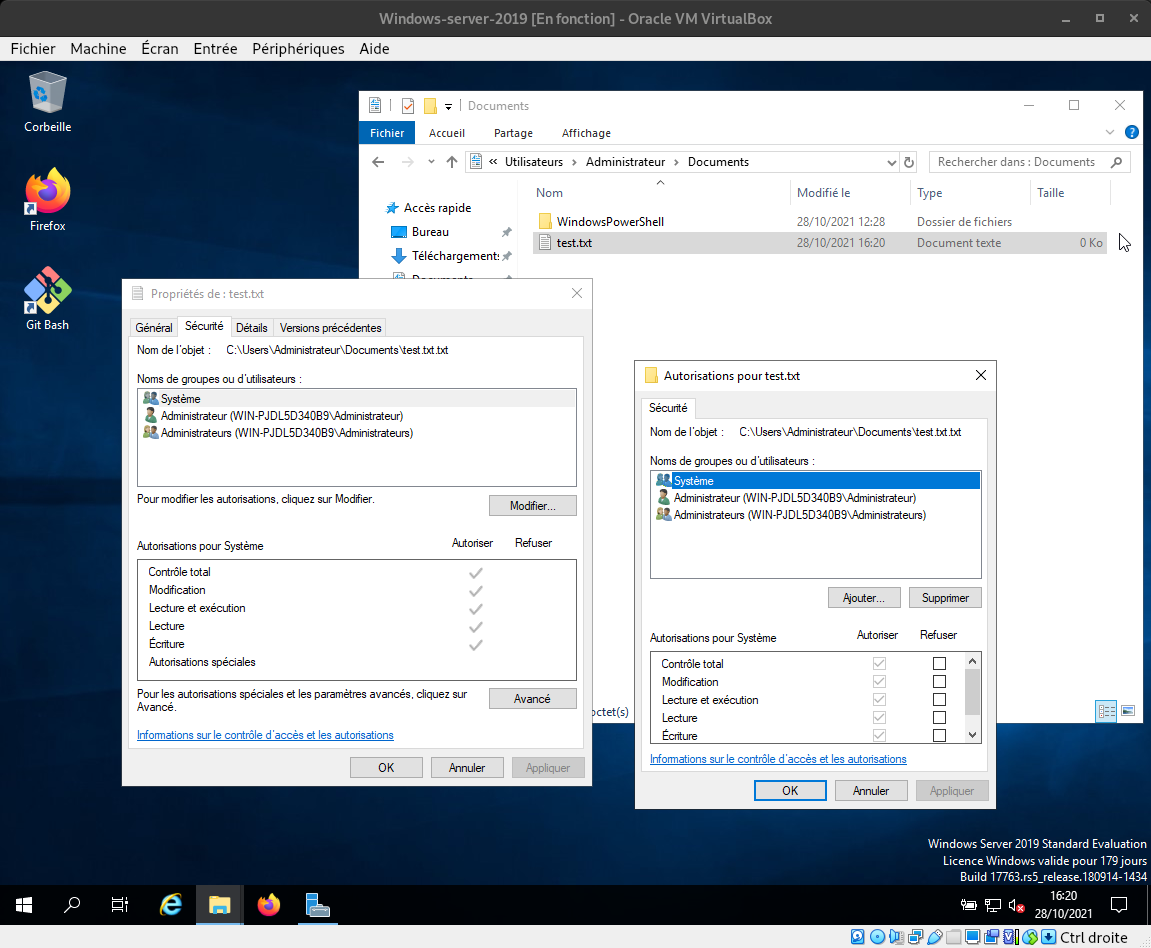 Windows-server-2019 [En fonction] - Oracle VM VirtualBox
Fichier Machine Écran Entrée Périphériques Aide
Corbeille
Firefox
Git Bash
Documents
Fichier Accueil Partage Affichage
« Utilisateurs › Administrateur › Documents
Rechercher dans : Documents
Nom Modifié le Type Taille
Accès rapide
Bureau
Téléchargements
WindowsPowerShell 28/10/2021 12:28 Dossier de fichiers
test.txt 28/10/2021 16:20 Document texte 0 Ko
octet(s)
Propriétés de : test.txt
Général Sécurité Détails Versions précédentes
Nom de l'objet : C:\Users\Administrateur\Documents\test.txt.txt
Noms de groupes ou d'utilisateurs :
Système
Administrateur (WIN-PJDL5D340B9\Administrateur)
Administrateurs (WIN-PJDL5D340B9\Administrateurs)
Pour modifier les autorisations, cliquez sur Modifier.
Modifier...
Autorisations pour Système Autoriser Refuser
Contrôle total
Modification
Lecture et exécution
Lecture
Écriture
Autorisations spéciales
Pour les autorisations spéciales et les paramètres avancés, cliquez sur
Avancé.
Avancé
Informations sur le contrôle d'accès et les autorisations
OK Annuler Appliquer
Autorisations pour test.txt
Sécurité
Nom de l'objet : C:\Users\Administrateur\Documents\test.txt.txt
Noms de groupes ou d'utilisateurs :
Système
Administrateur (WIN-PJDL5D340B9\Administrateur)
Administrateurs (WIN-PJDL5D340B9\Administrateurs)
Ajouter... Supprimer
Autorisations pour Système Autoriser Refuser
Contrôle total
Modification
Lecture et exécution
Lecture
Écriture
Informations sur le contrôle d'accès et les autorisations
OK Annuler Appliquer
Windows Server 2019 Standard Evaluation
Licence Windows valide pour 179 jours
Build 17763.rs5_release.180914-1434
16:20
28/10/2021
Ctrl droite